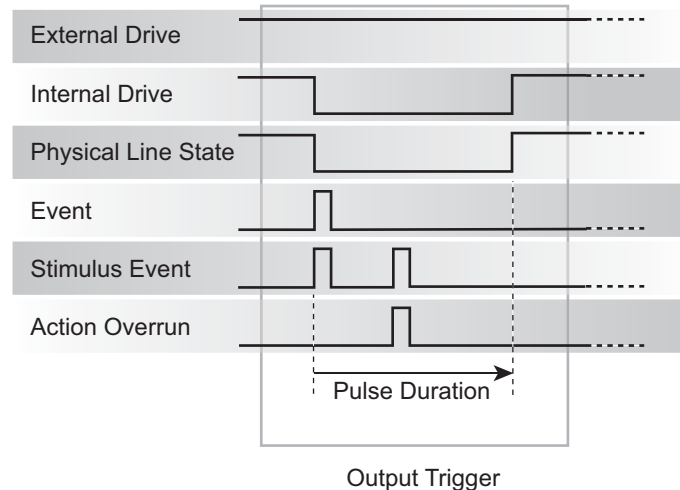 External Drive
Internal Drive
Physical Line State
Event
Stimulus Event
Action Overrun
Pulse Duration
Output Trigger